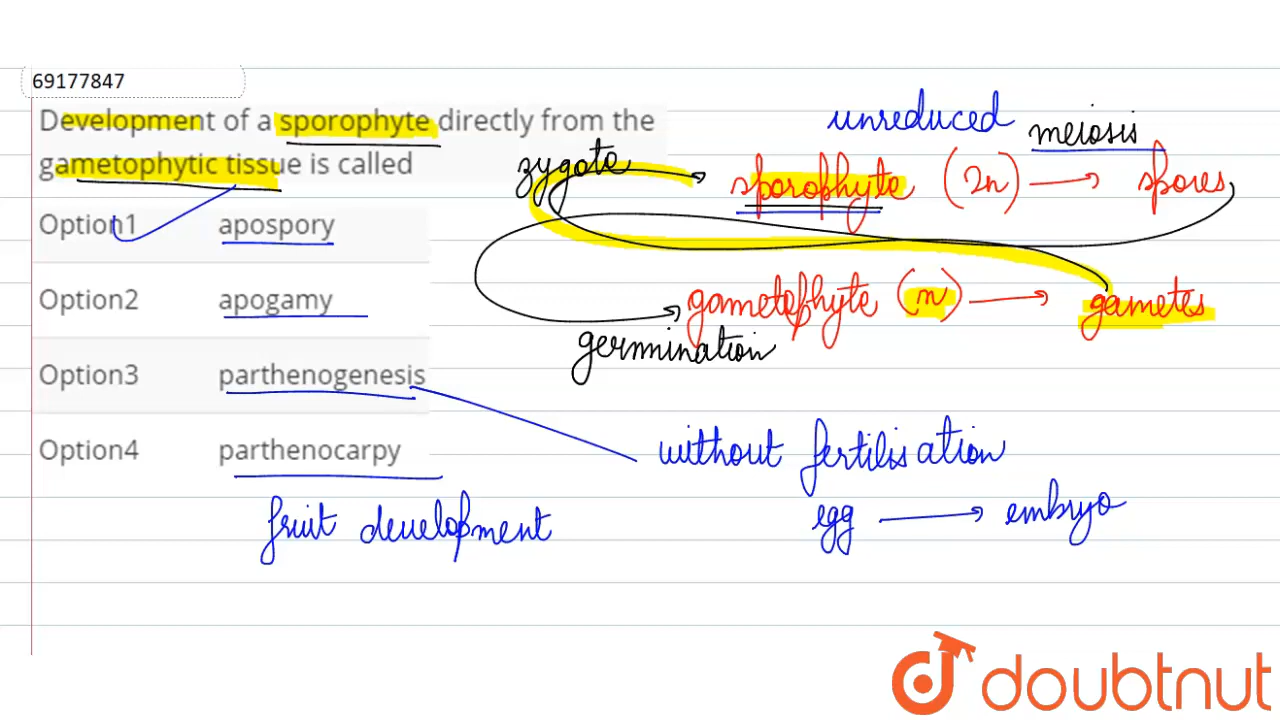 69177847
Development of a sporophyte directly from the
gametophytic tissue is called
Option1 apospory
Option2 apogamy
Option3 parthenogenesis
Option4 parthenocarpy
unreduced
meiosis
zygote sporophyte (2n) → spores
gametophyte (n) → gametes
germination
without fertilisation
egg → embryo
fruit development
doubtnut